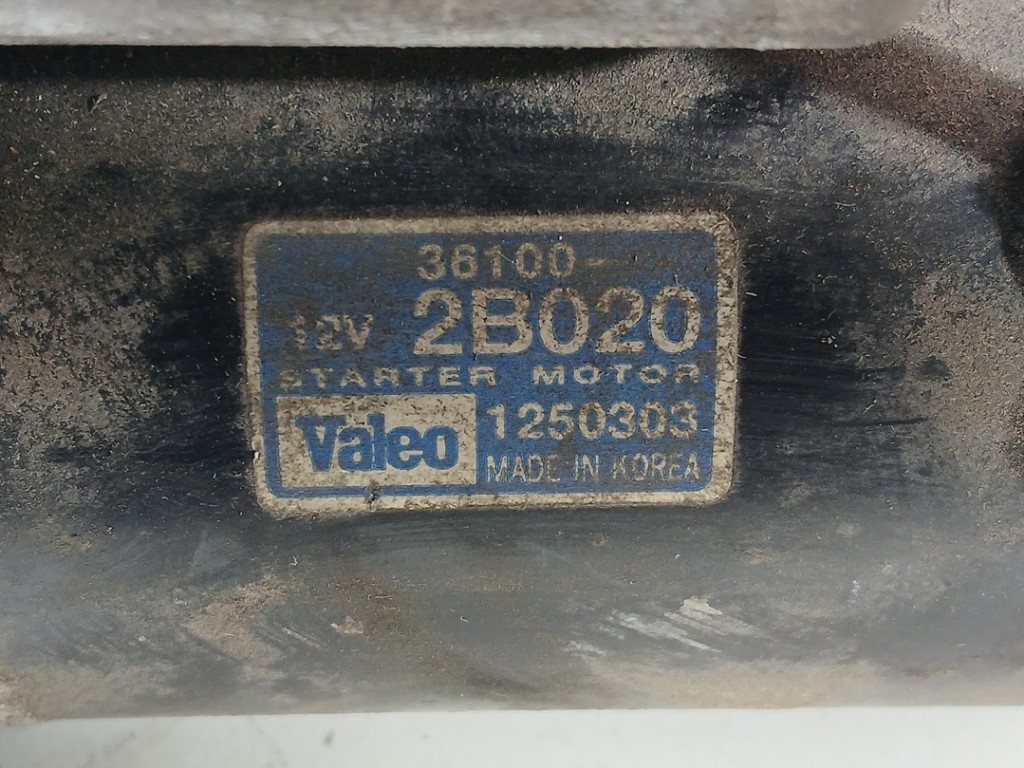 36100-
12V 2B020
STARTER MOTOR
Valeo 1250303
MADE IN KOREA